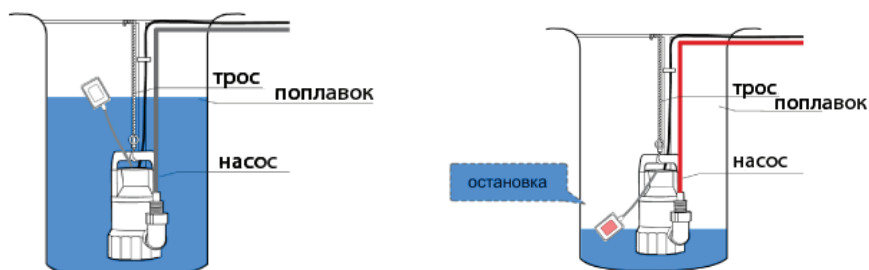 трос
поплавок
насос
трос
поплавок
насос
остановка